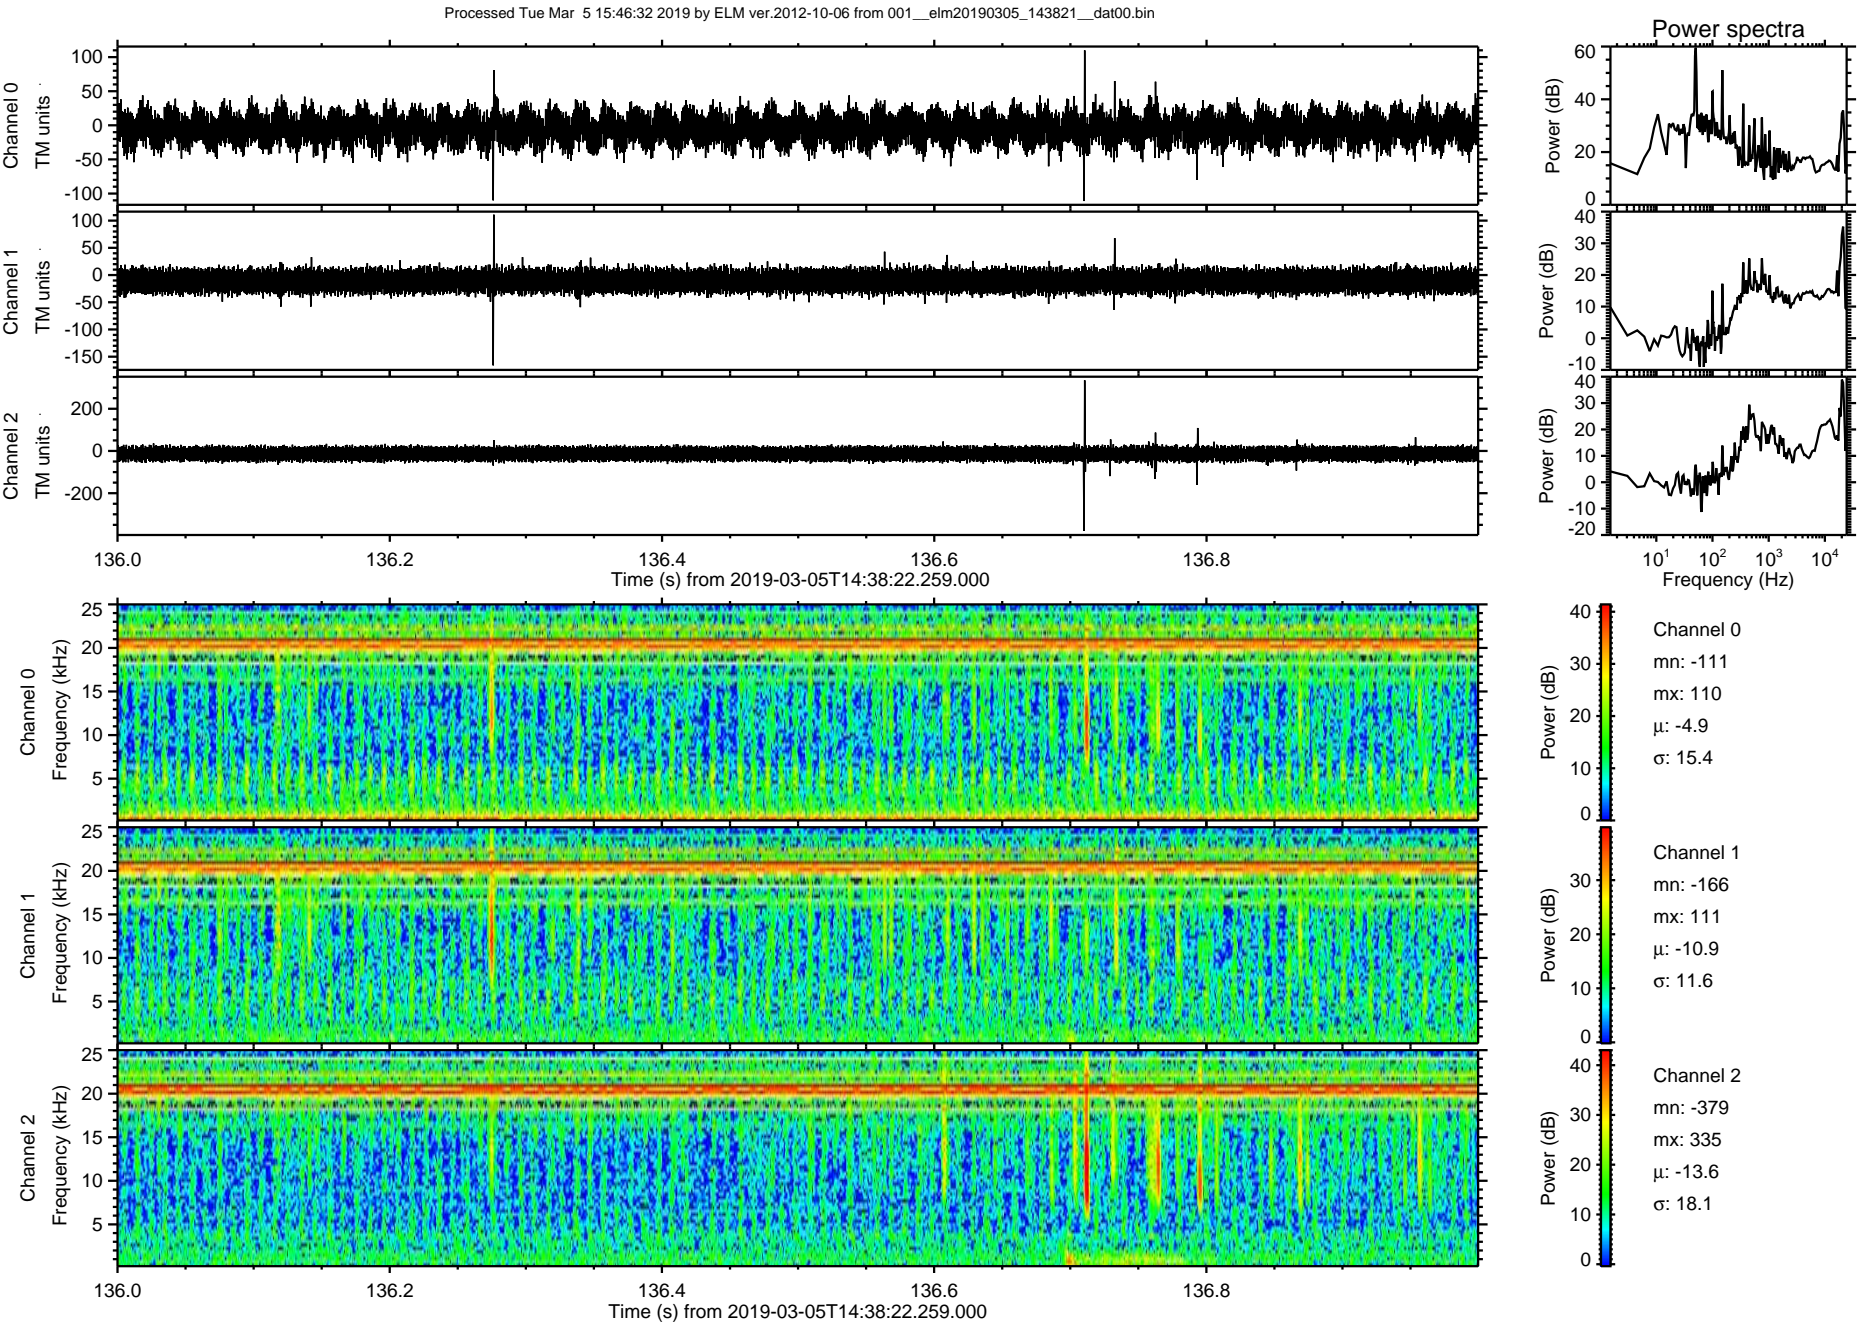 Processed Tue Mar  5 15:46:32 2019 by ELM ver.2012-10-06 from 001__elm20190305_143821__dat00.bin
Power spectra
Channel 0
TM units
100
50
0
-50
-100
Power (dB)
60
40
20
0
Channel 1
TM units
100
50
0
-50
-100
-150
Power (dB)
40
30
20
10
0
-10
Channel 2
TM units
200
0
-200
Power (dB)
40
30
20
10
0
-10
-20
136.0
136.2
136.4
136.6
136.8
Time (s) from 2019-03-05T14:38:22.259.000
10¹
10²
10³
10⁴
Frequency (Hz)
Channel 0
Frequency (kHz)
25
20
15
10
5
Power (dB)
40
30
20
10
0
Channel 0
mn: -111
mx: 110
μ: -4.9
σ: 15.4
Channel 1
Frequency (kHz)
25
20
15
10
5
Power (dB)
30
20
10
0
Channel 1
mn: -166
mx: 111
μ: -10.9
σ: 11.6
Channel 2
Frequency (kHz)
25
20
15
10
5
Power (dB)
40
30
20
10
0
Channel 2
mn: -379
mx: 335
μ: -13.6
σ: 18.1
136.0
136.2
136.4
136.6
136.8
Time (s) from 2019-03-05T14:38:22.259.000